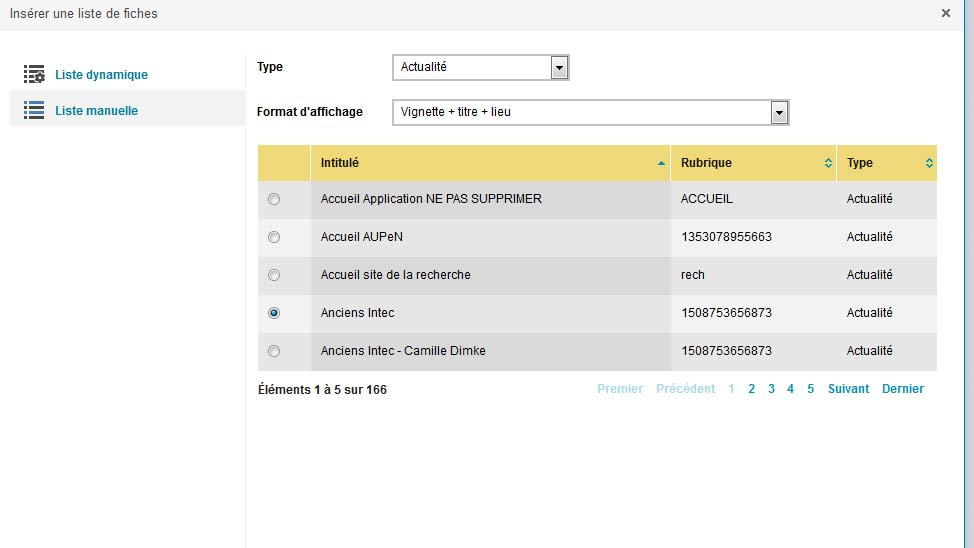 Insérer une liste de fiches ×
Liste dynamique
Liste manuelle
Type Actualité
Format d'affichage Vignette + titre + lieu
Intitulé Rubrique Type
Accueil Application NE PAS SUPPRIMER ACCUEIL Actualité
Accueil AUPeN 1353078955663 Actualité
Accueil site de la recherche rech Actualité
Anciens Intec 1508753656873 Actualité
Anciens Intec - Camille Dimke 1508753656873 Actualité
Éléments 1 à 5 sur 166 Premier Précédent 1 2 3 4 5 Suivant Dernier